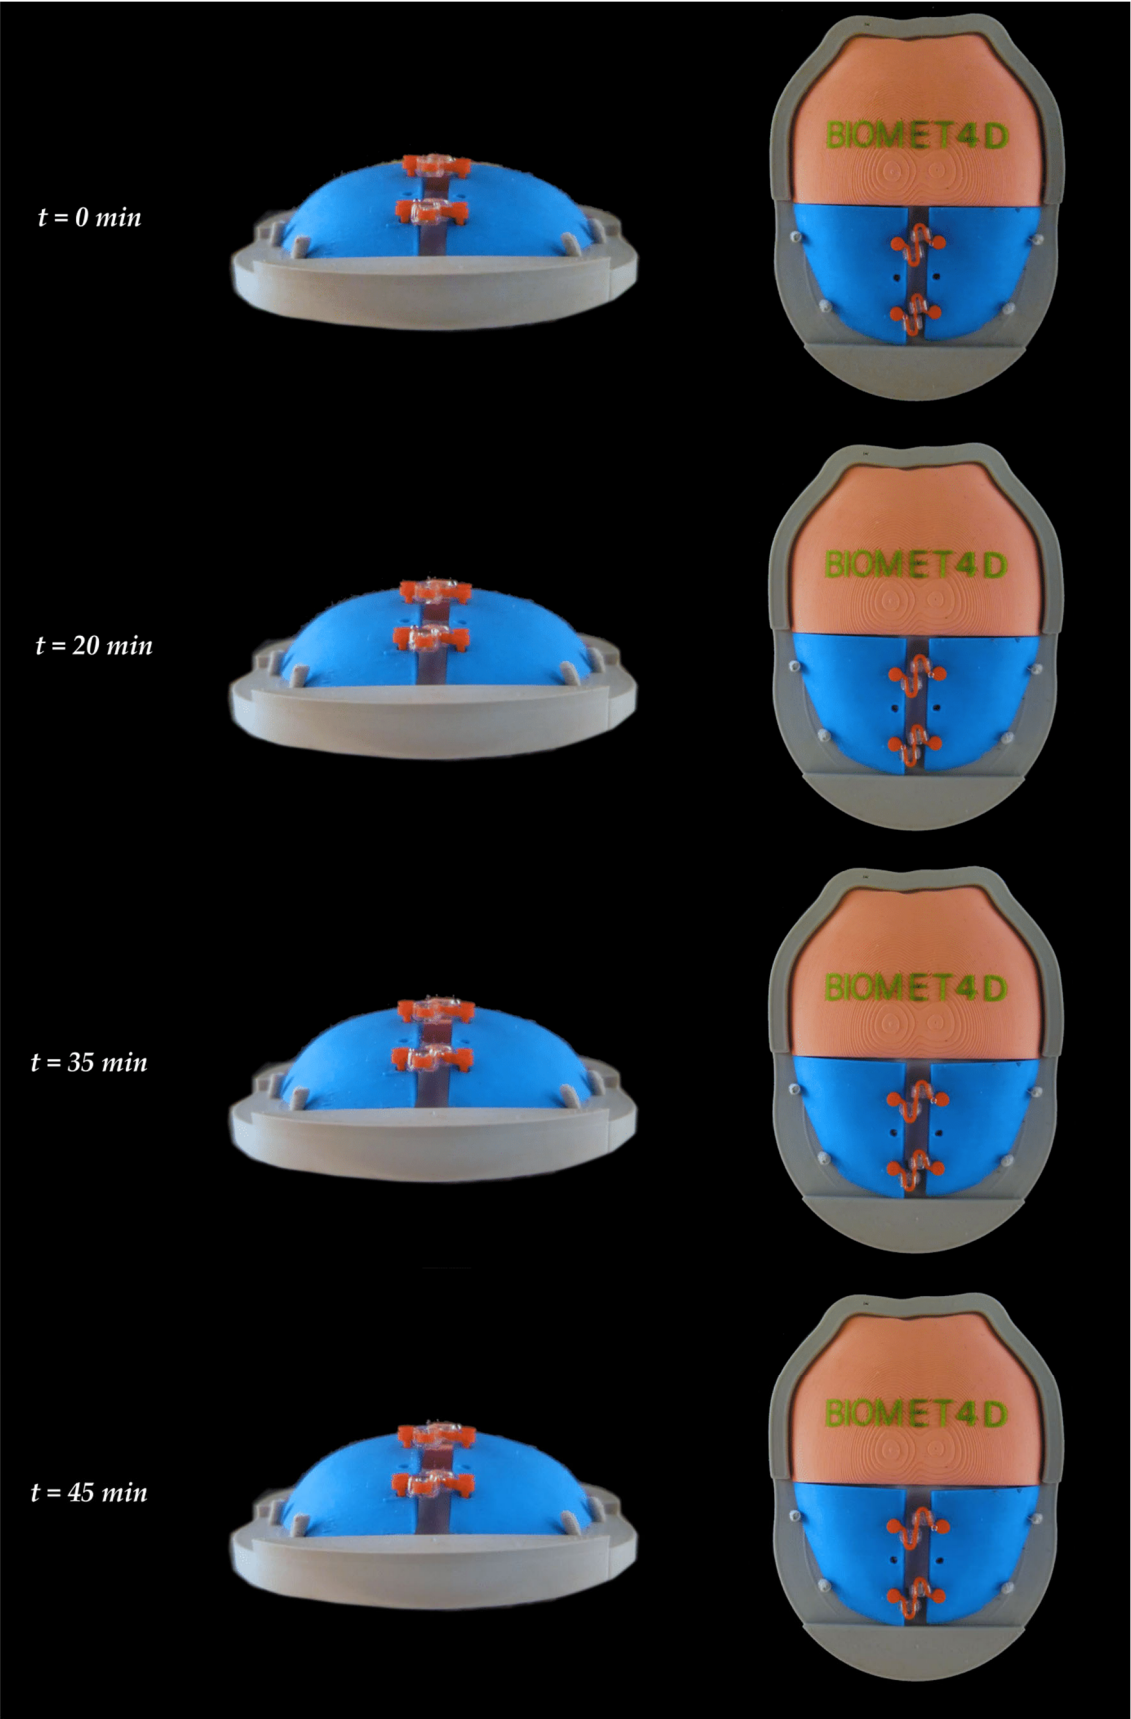 BIOMET4D
t = 0 min
BIOMET4D
t = 20 min
BIOMET4D
t = 35 min
BIOMET4D
t = 45 min